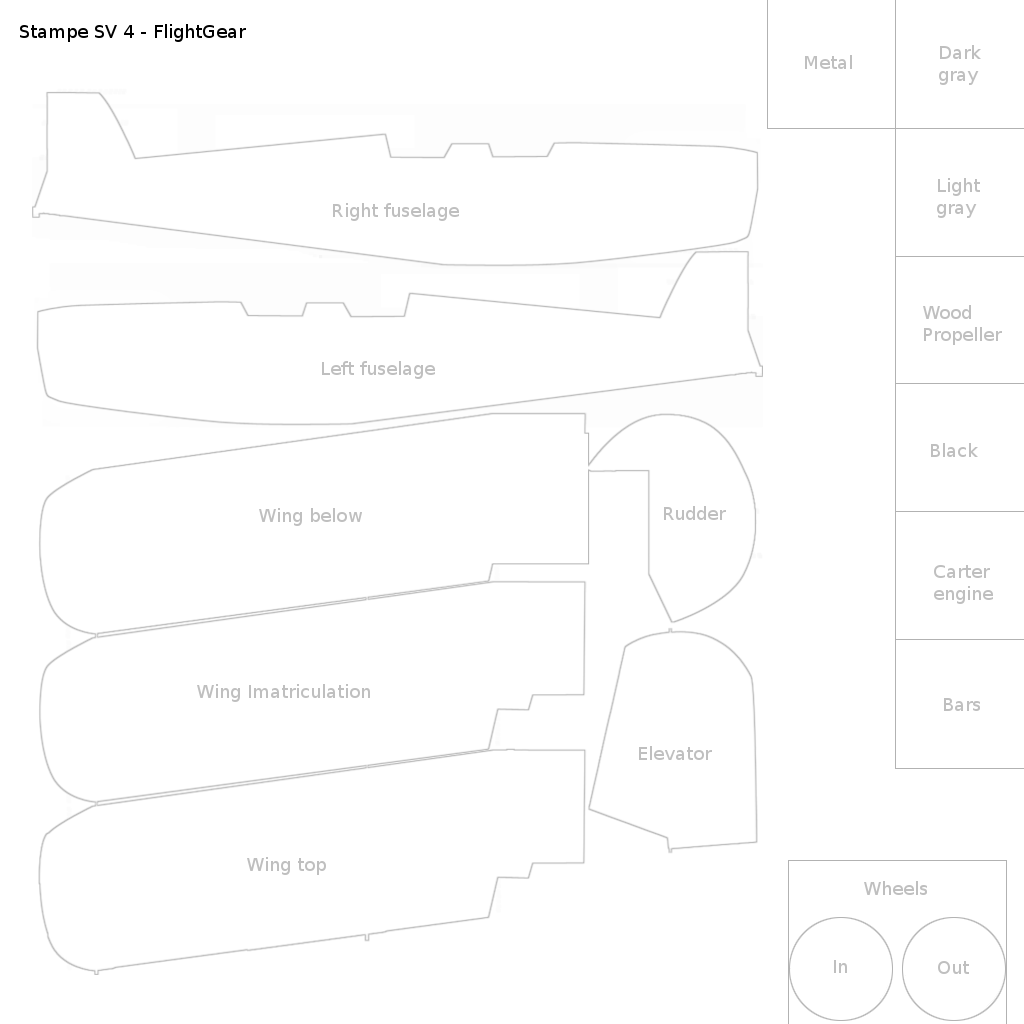 Stampe SV 4 - FlightGear
Metal
Dark
gray
Light
gray
Right fuselage
Wood
Propeller
Left fuselage
Black
Wing below
Rudder
Carter
engine
Wing Imatriculation
Bars
Elevator
Wing top
Wheels
In
Out